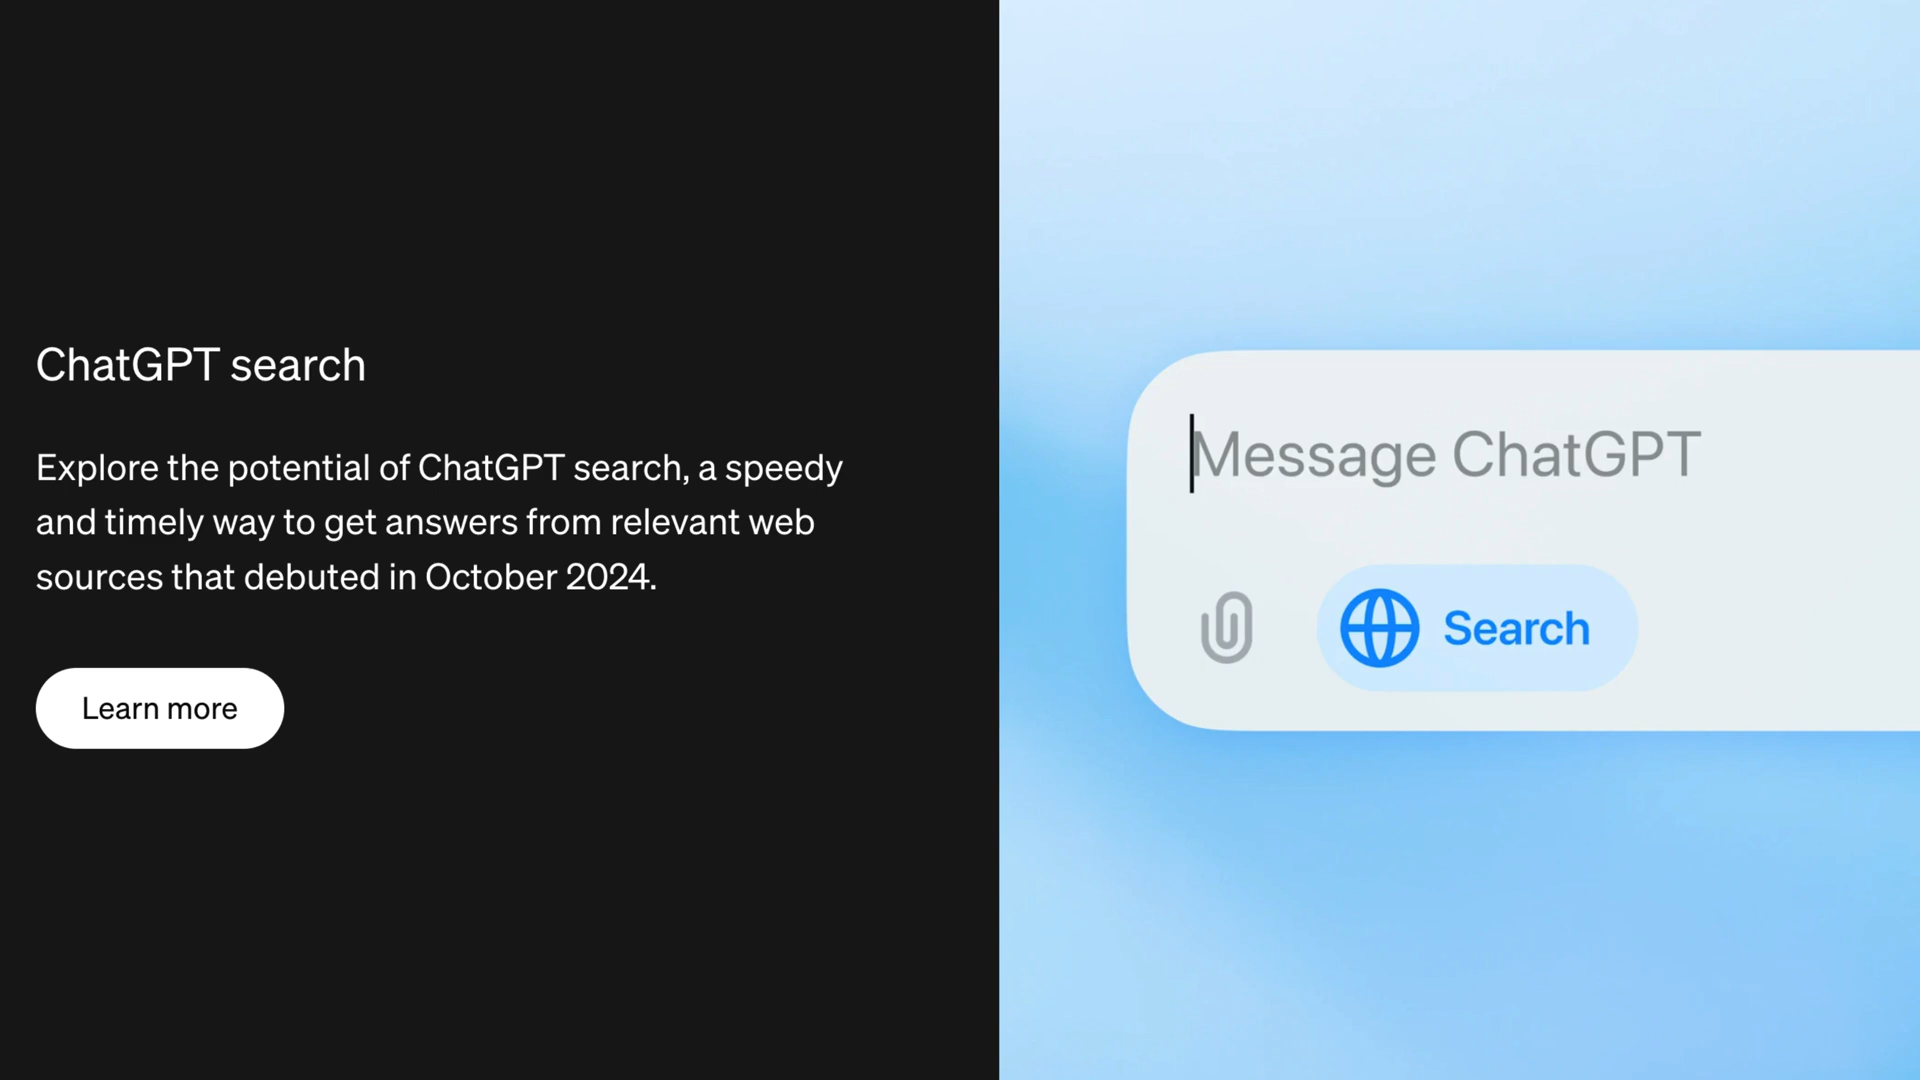 ChatGPT search
Explore the potential of ChatGPT search, a speedy
and timely way to get answers from relevant web
sources that debuted in October 2024.
Learn more
Message ChatGPT
Search